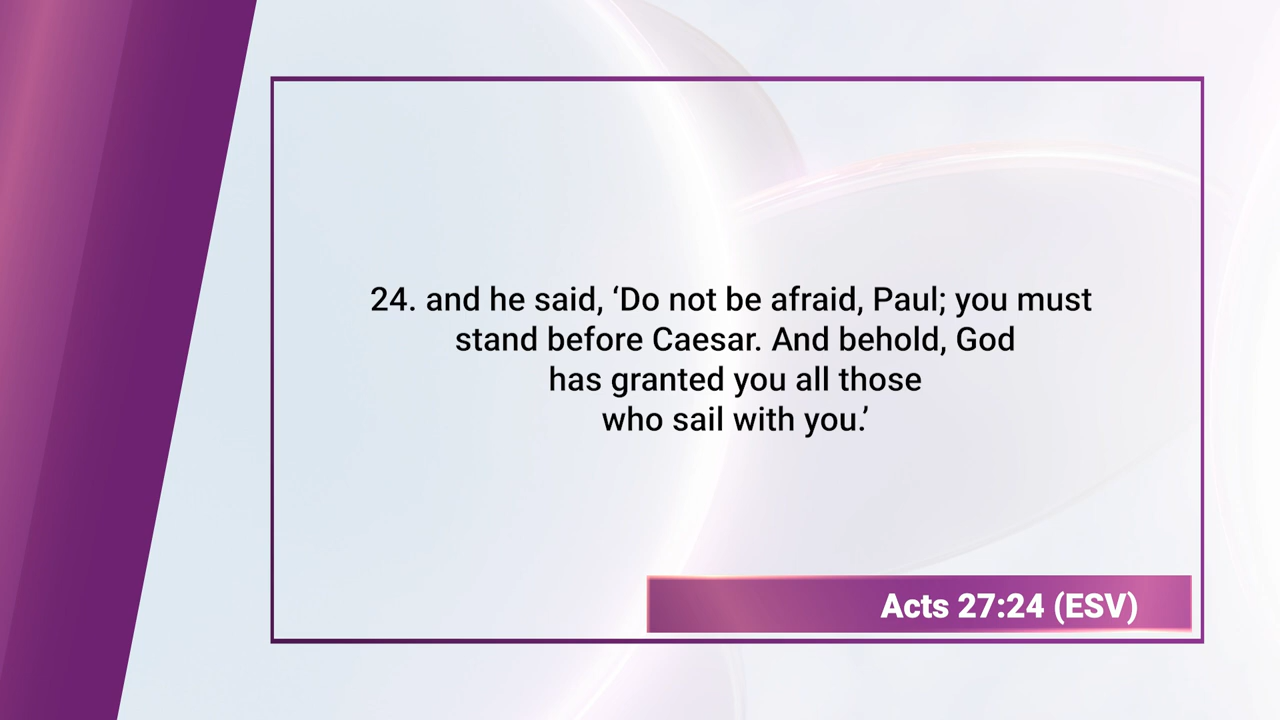 24. and he said, ‘Do not be afraid, Paul; you must
stand before Caesar. And behold, God
has granted you all those
who sail with you.’
Acts 27:24 (ESV)